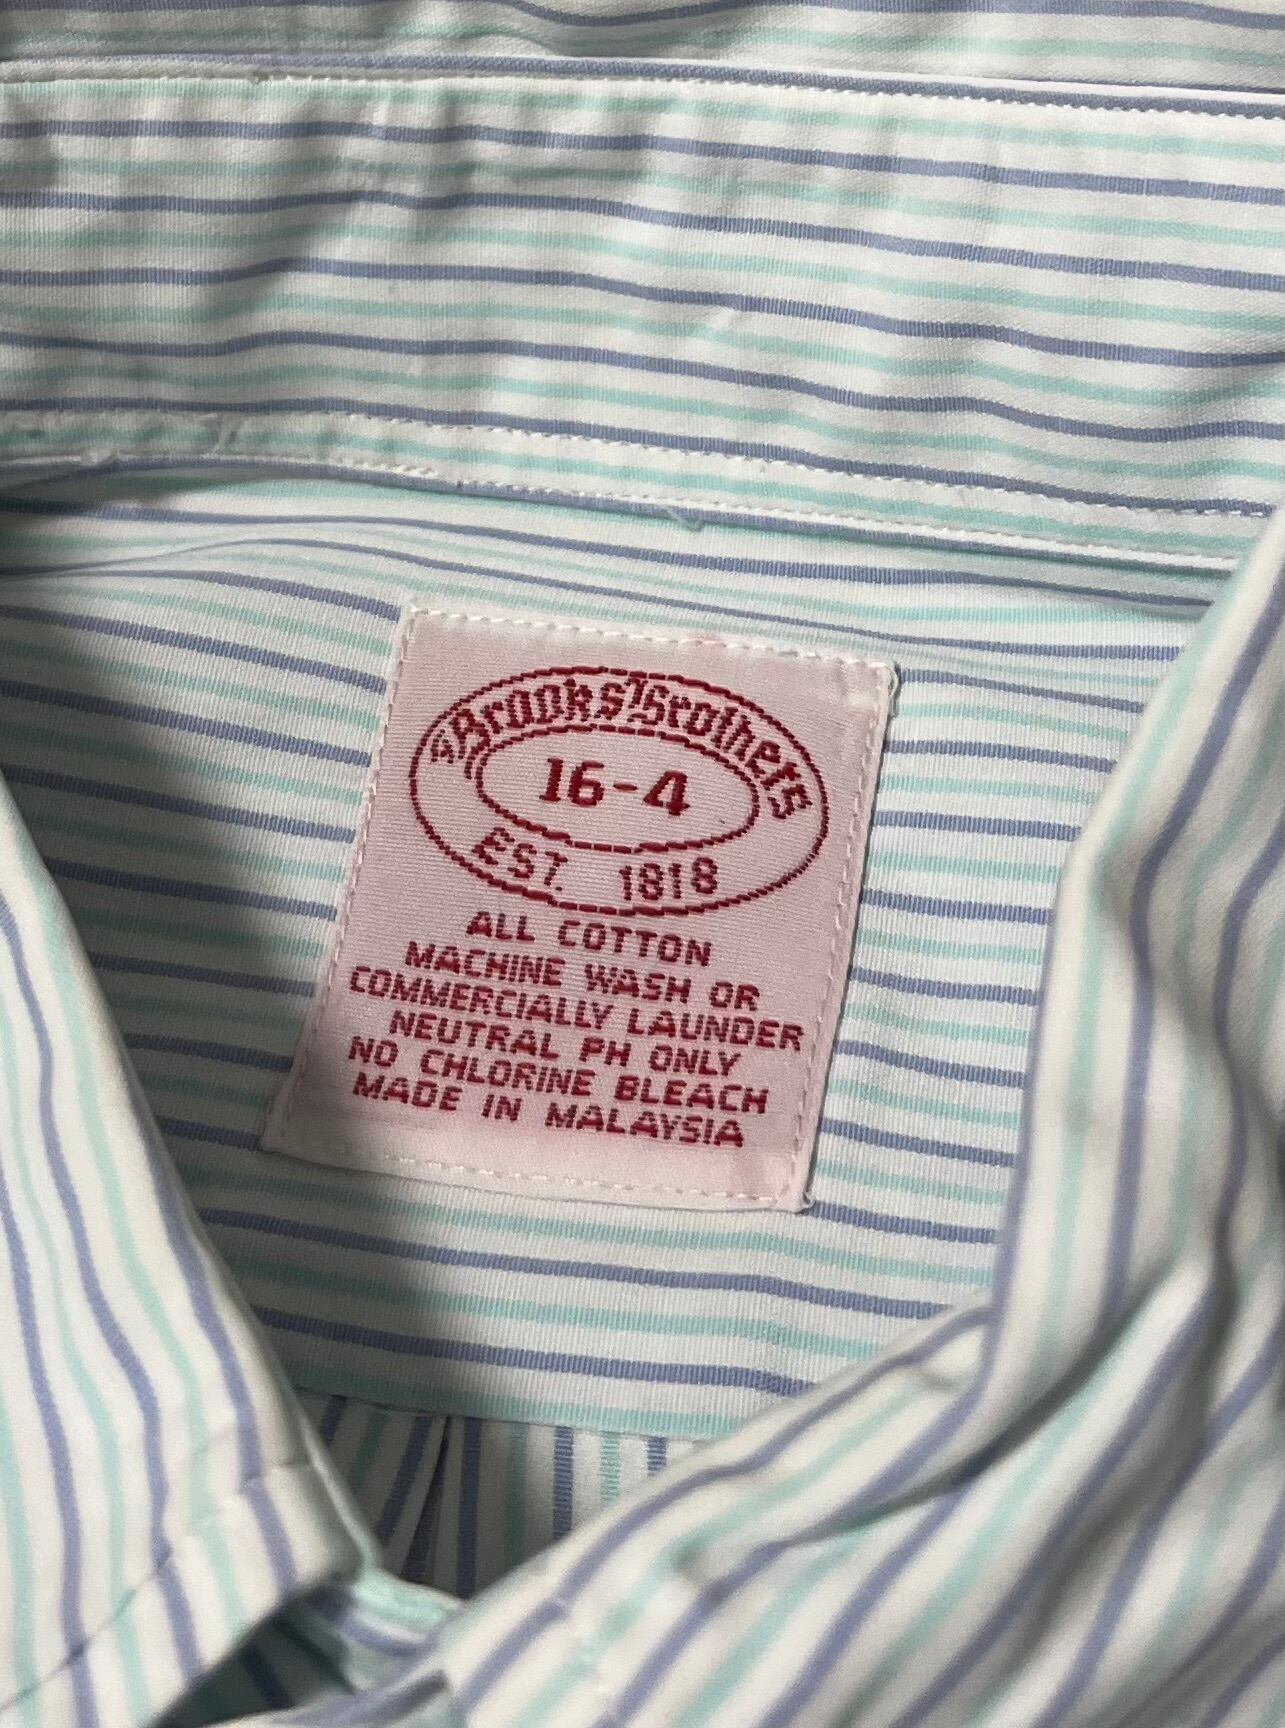 Brooks Brothers
16-4
EST. 1818
ALL COTTON
MACHINE WASH OR
COMMERCIALLY LAUNDER
NEUTRAL PH ONLY
NO CHLORINE BLEACH
MADE IN MALAYSIA